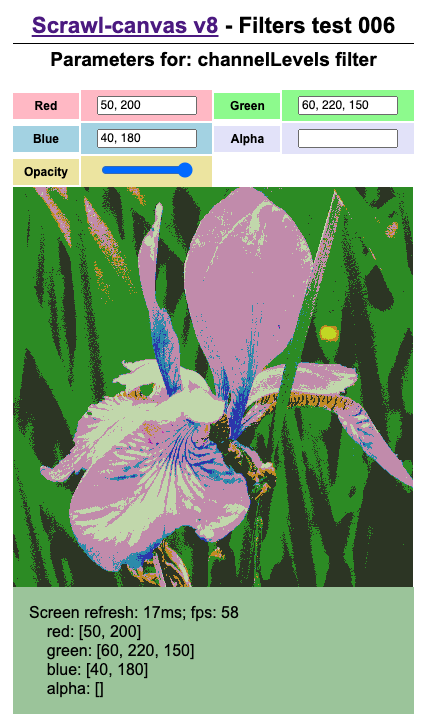 Scrawl-canvas v8 - Filters test 006
Parameters for: channelLevels filter
Red 50, 200 Green 60, 220, 150
Blue 40, 180 Alpha
Opacity
Screen refresh: 17ms; fps: 58
red: [50, 200]
green: [60, 220, 150]
blue: [40, 180]
alpha: []